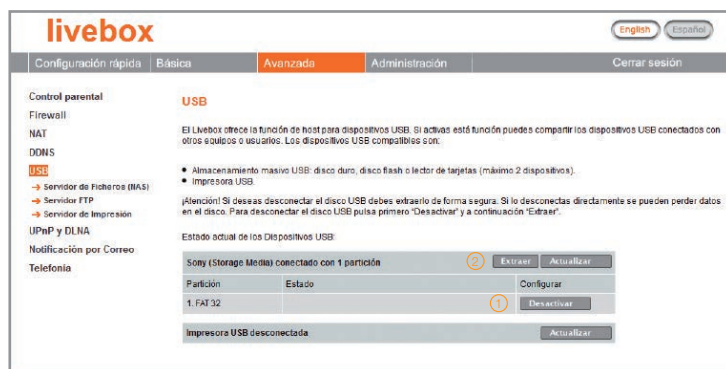 livebox
English Español
Configuración rápida Básica Avanzada Administración Cerrar sesión
Control parental
Firewall
NAT
DDNS
USB
Servidor de Ficheros (NAS)
Servidor FTP
Servidor de Impresión
UPnP y DLNA
Notificación por Correo
Telefonía
USB
El Livebox ofrece la función de host para dispositivos USB. Si activas está función puedes compartir los dispositivos USB conectados con
otros equipos o usuarios. Los dispositivos USB compatibles son:
Almacenamiento masivo USB: disco duro, disco flash o lector de tarjetas (máximo 2 dispositivos).
Impresora USB.
¡Atención! Si deseas desconectar el disco USB debes extraerlo de forma segura. Si lo desconectas directamente se pueden perder datos
en el disco. Para desconectar el disco USB pulsa primero "Desactivar" y a continuación "Extraer".
Estado actual de los Dispositivos USB:
Sony (Storage Media) conectado con 1 partición 2 Extraer Actualizar
Partición Estado Configurar
1. FAT 32 1 Desactivar
Impresora USB desconectada Actualizar